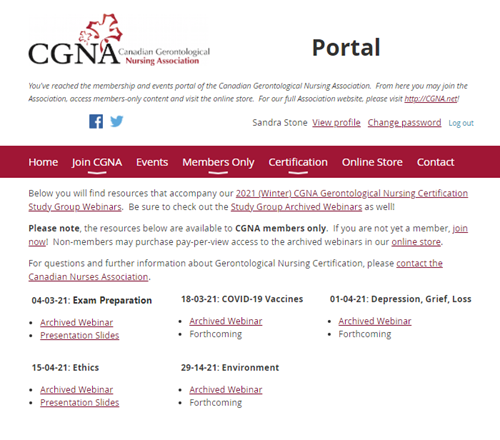 CGNA Canadian Gerontological
Nursing Association
Portal
You've reached the membership and events portal of the Canadian Gerontological Nursing Association. From here you may join the
Association, access members-only content and visit the online store. For our full Association website, please visit http://CGNA.net!
Sandra Stone View profile Change password Log out
Home Join CGNA Events Members Only Certification Online Store Contact
Below you will find resources that accompany our 2021 (Winter) CGNA Gerontological Nursing Certification
Study Group Webinars. Be sure to check out the Study Group Archived Webinars as well!
Please note, the resources below are available to CGNA members only. If you are not yet a member, join
now! Non-members may purchase pay-per-view access to the archived webinars in our online store.
For questions and further information about Gerontological Nursing Certification, please contact the
Canadian Nurses Association.
04-03-21: Exam Preparation
• Archived Webinar
• Presentation Slides
18-03-21: COVID-19 Vaccines
• Archived Webinar
• Forthcoming
01-04-21: Depression, Grief, Loss
• Archived Webinar
• Forthcoming
15-04-21: Ethics
• Archived Webinar
• Presentation Slides
29-14-21: Environment
• Archived Webinar
• Forthcoming